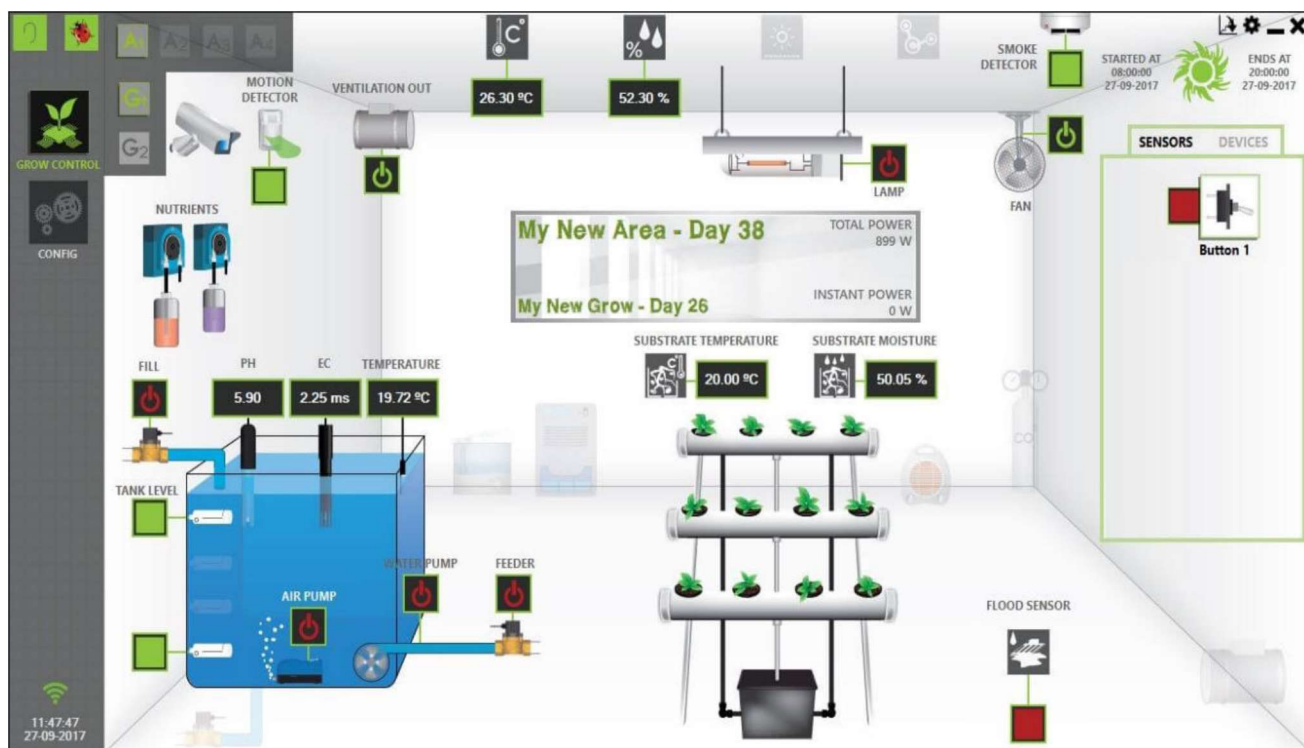 A1
A2
A3
A4
G1
G2
GROW CONTROL
CONFIG
11:47:47
27-09-2017
MOTION
DETECTOR
VENTILATION OUT
C°
26.30 ºC
%
52.30 %
SMOKE
DETECTOR
STARTED AT
08:00:00
27-09-2017
ENDS AT
20:00:00
27-09-2017
LAMP
FAN
SENSORS
DEVICES
Button 1
NUTRIENTS
My New Area - Day 38
TOTAL POWER
899 W
My New Grow - Day 26
INSTANT POWER
0 W
SUBSTRATE TEMPERATURE
C°
20.00 ºC
SUBSTRATE MOISTURE
50.05 %
FILL
PH
5.90
EC
2.25 ms
TEMPERATURE
19.72 ºC
TANK LEVEL
WATER PUMP
FEEDER
AIR PUMP
FLOOD SENSOR